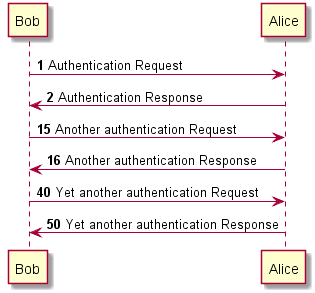 Bob Alice
1 Authentication Request
2 Authentication Response
15 Another authentication Request
16 Another authentication Response
40 Yet another authentication Request
50 Yet another authentication Response
Bob Alice